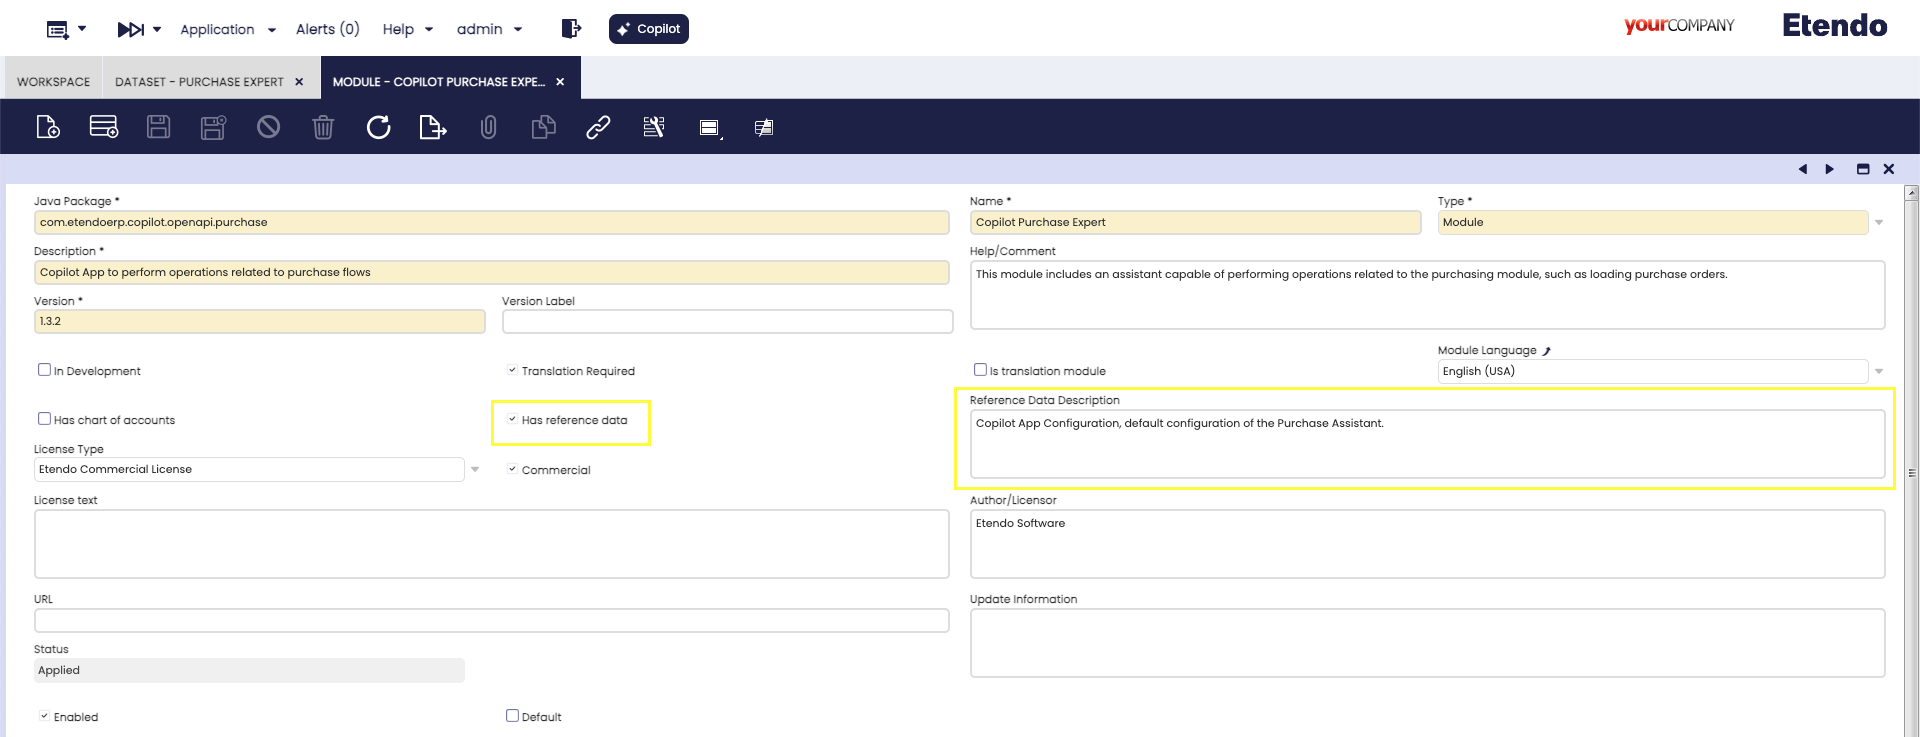 Application
Alerts (0)
Help
admin
Copilot
yourCOMPANY
Etendo
WORKSPACE
DATASET - PURCHASE EXPERT
MODULE - COPILOT PURCHASE EXPE...
Java Package *
Name *
Type *
com.etendoerp.copilot.openapi.purchase
Copilot Purchase Expert
Module
Description *
Help/Comment
Copilot App to perform operations related to purchase flows
This module includes an assistant capable of performing operations related to the purchasing module, such as loading purchase orders.
Version *
Version Label
1.3.2
Module Language
In Development
Translation Required
Is translation module
English (USA)
Reference Data Description
Has chart of accounts
Has reference data
Copilot App Configuration, default configuration of the Purchase Assistant.
License Type
Etendo Commercial License
Commercial
License text
Author/Licensor
Etendo Software
URL
Update Information
Status
Applied
Enabled
Default